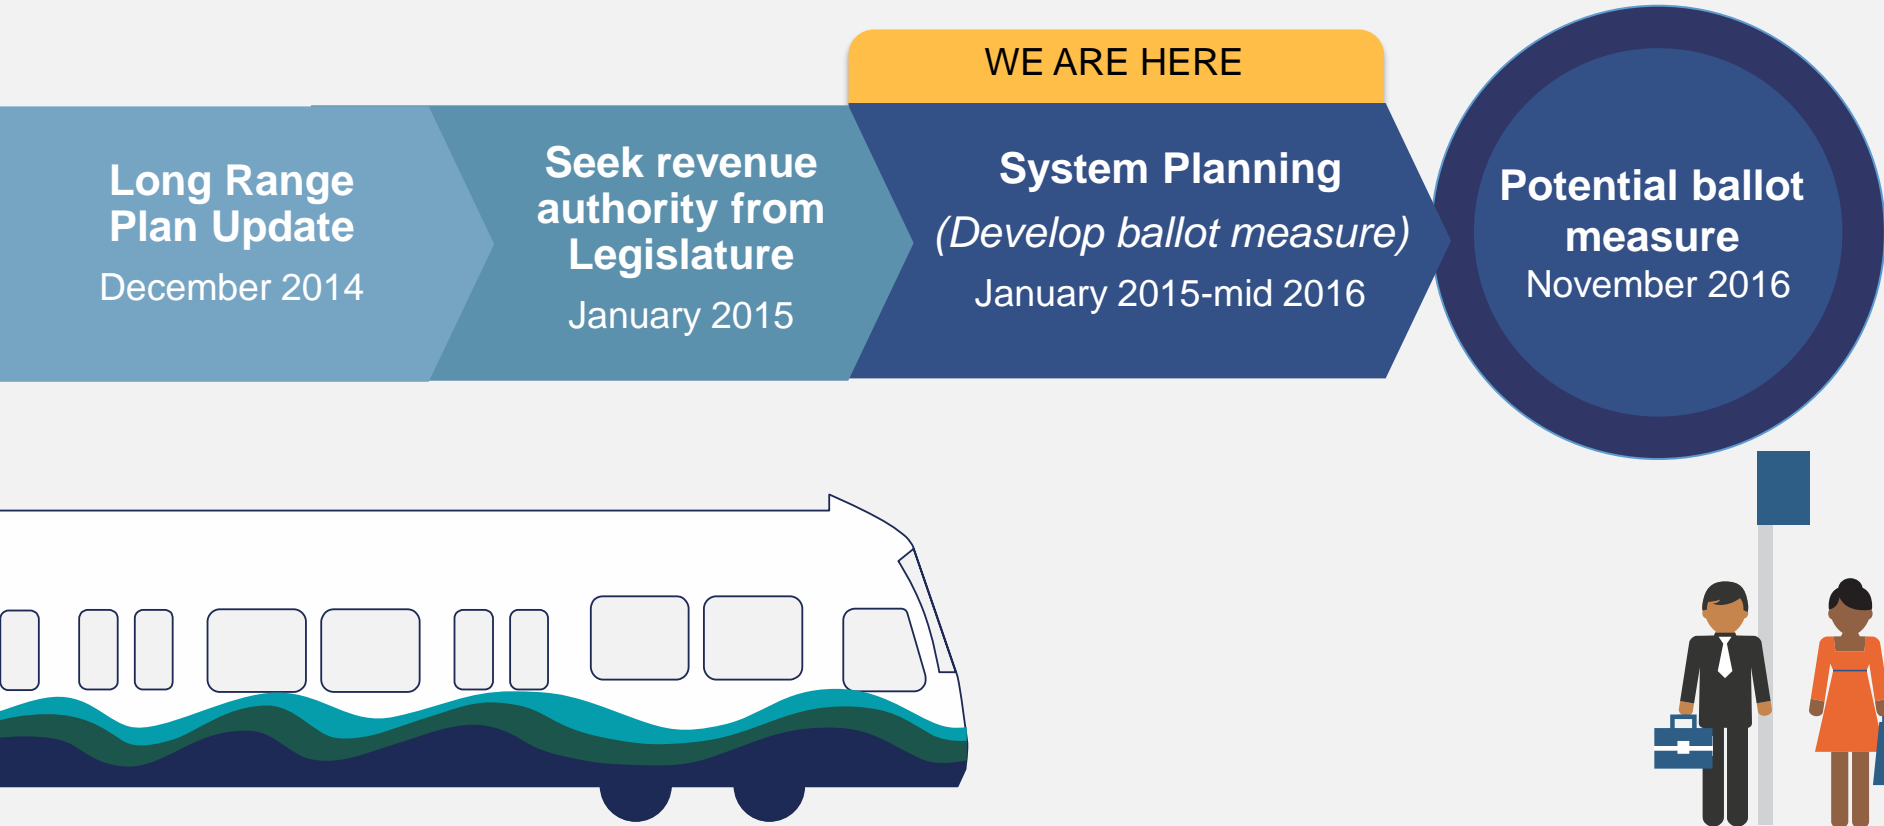 WE ARE HERE
Long Range
Plan Update
December 2014
Seek revenue
authority from
Legislature
January 2015
System Planning
(Develop ballot measure)
January 2015-mid 2016
Potential ballot
measure
November 2016